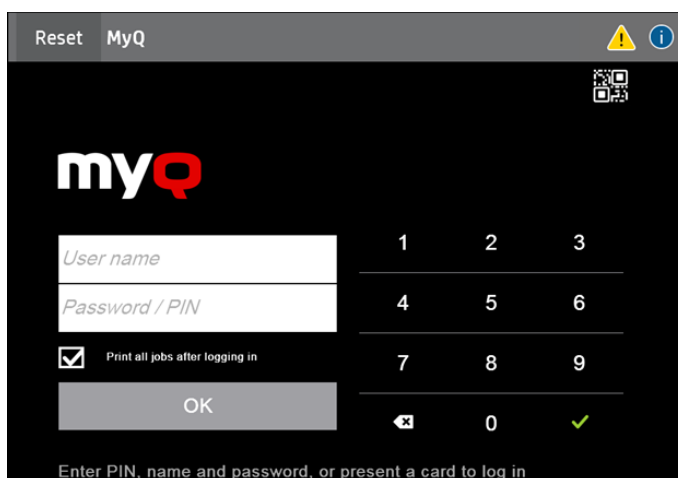 Reset MyQ
myQ
User name
Password / PIN
Print all jobs after logging in
OK
1 2 3
4 5 6
7 8 9
0
Enter PIN, name and password, or present a card to log in